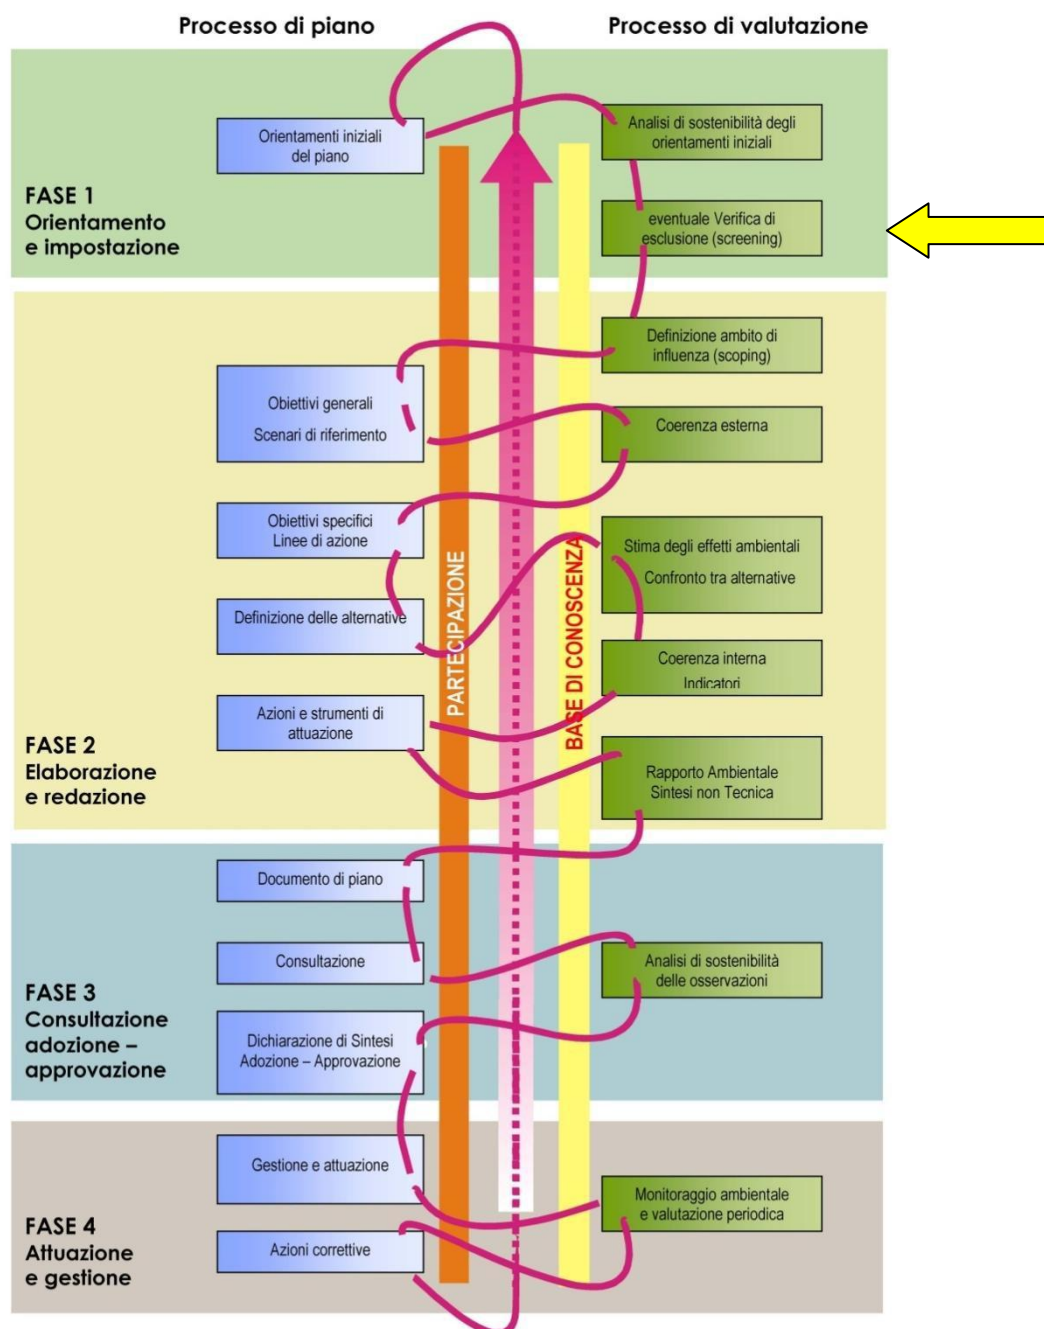 Processo di piano
Processo di valutazione
FASE 1
Orientamento
e impostazione
Orientamenti iniziali
del piano
Analisi di sostenibilità degli
orientamenti iniziali
eventuale Verifica di
esclusione (screening)
FASE 2
Elaborazione
e redazione
Definizione ambito di
influenza (scoping)
Obiettivi generali
Scenari di riferimento
Coerenza esterna
Obiettivi specifici
Linee di azione
Stima degli effetti ambientali
Confronto tra alternative
Definizione delle alternative
Coerenza interna
Indicatori
Azioni e strumenti di
attuazione
Rapporto Ambientale
Sintesi non Tecnica
PARTECIPAZIONE
BASE DI CONOSCENZA
FASE 3
Consultazione
adozione –
approvazione
Documento di piano
Consultazione
Analisi di sostenibilità
delle osservazioni
Dichiarazione di Sintesi
Adozione – Approvazione
FASE 4
Attuazione
e gestione
Gestione e attuazione
Monitoraggio ambientale
e valutazione periodica
Azioni correttive